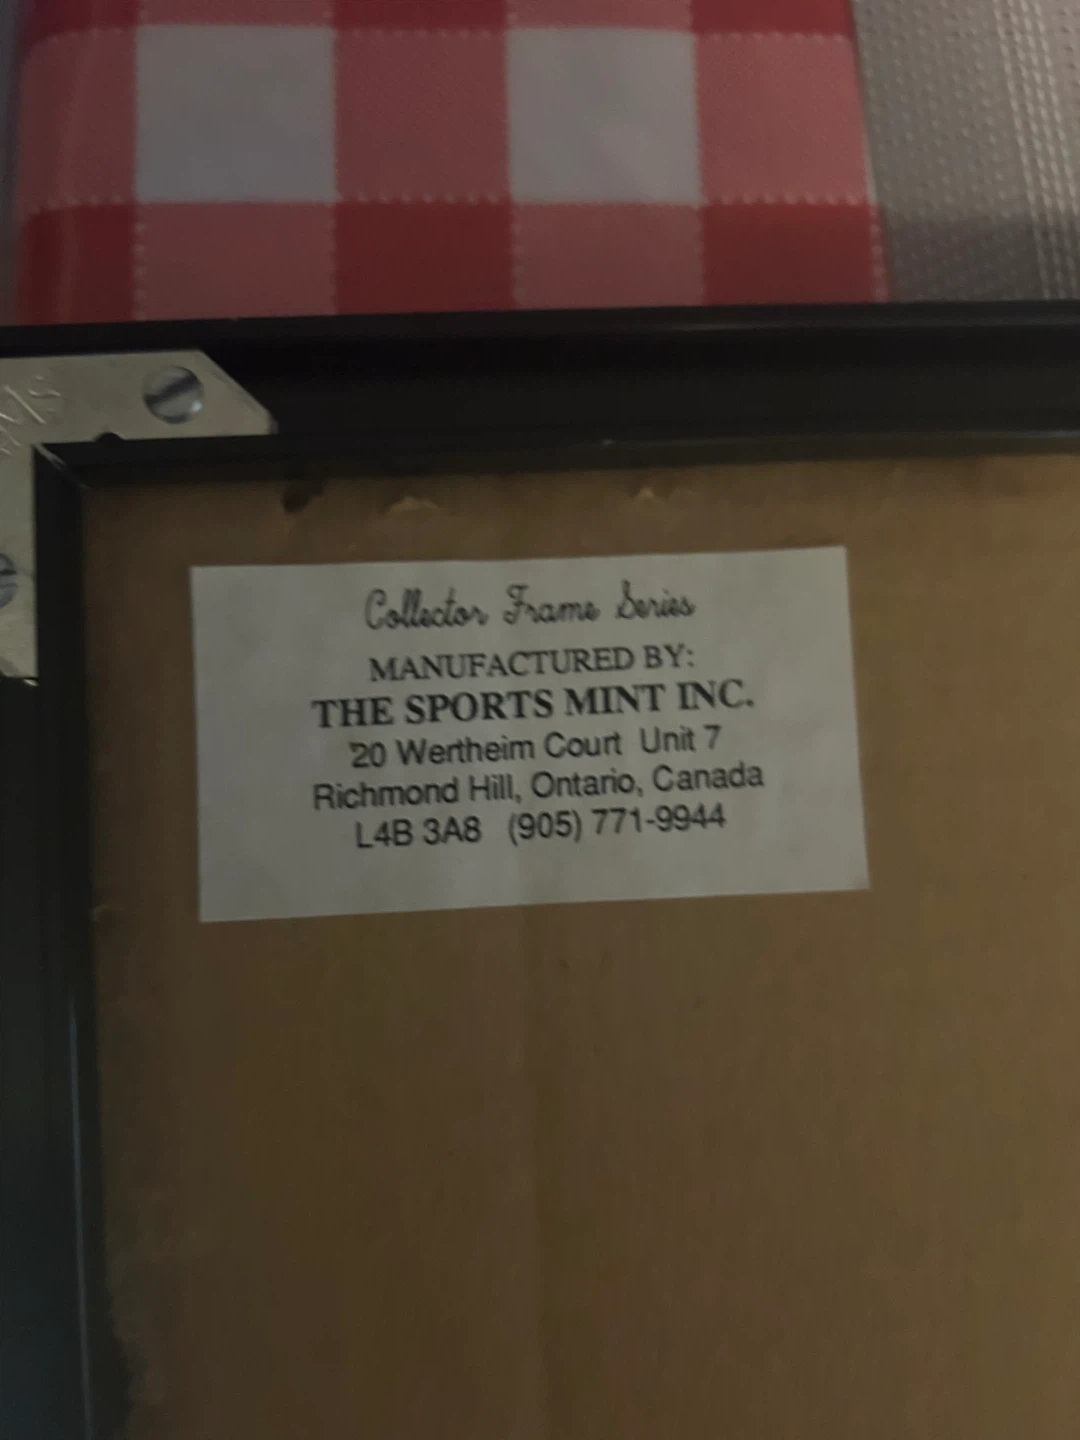 Collector Frame Series
MANUFACTURED BY:
THE SPORTS MINT INC.
20 Wertheim Court Unit 7
Richmond Hill, Ontario, Canada
L4B 3A8 (905) 771-9944